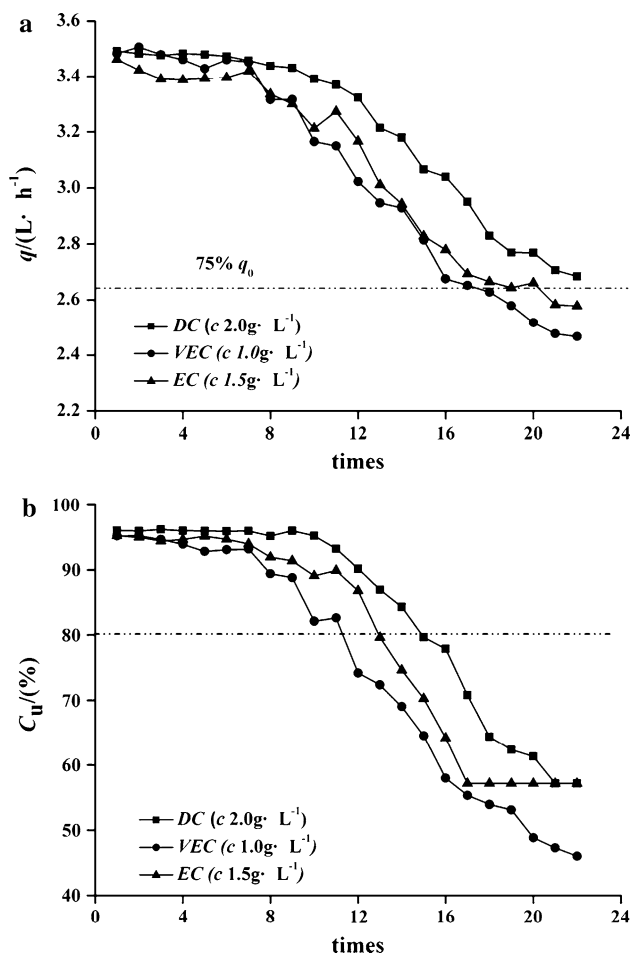 a
3.6
3.4
3.2
3.0
2.8
2.6
2.4
2.2
q/(L· h⁻¹)
75% q₀
DC (c 2.0g· L⁻¹)
VEC (c 1.0g· L⁻¹)
EC (c 1.5g· L⁻¹)
0 4 8 12 16 20 24
times
b
100
90
80
70
60
50
40
Cu/(%)
DC (c 2.0g· L⁻¹)
VEC (c 1.0g· L⁻¹)
EC (c 1.5g· L⁻¹)
0 4 8 12 16 20 24
times